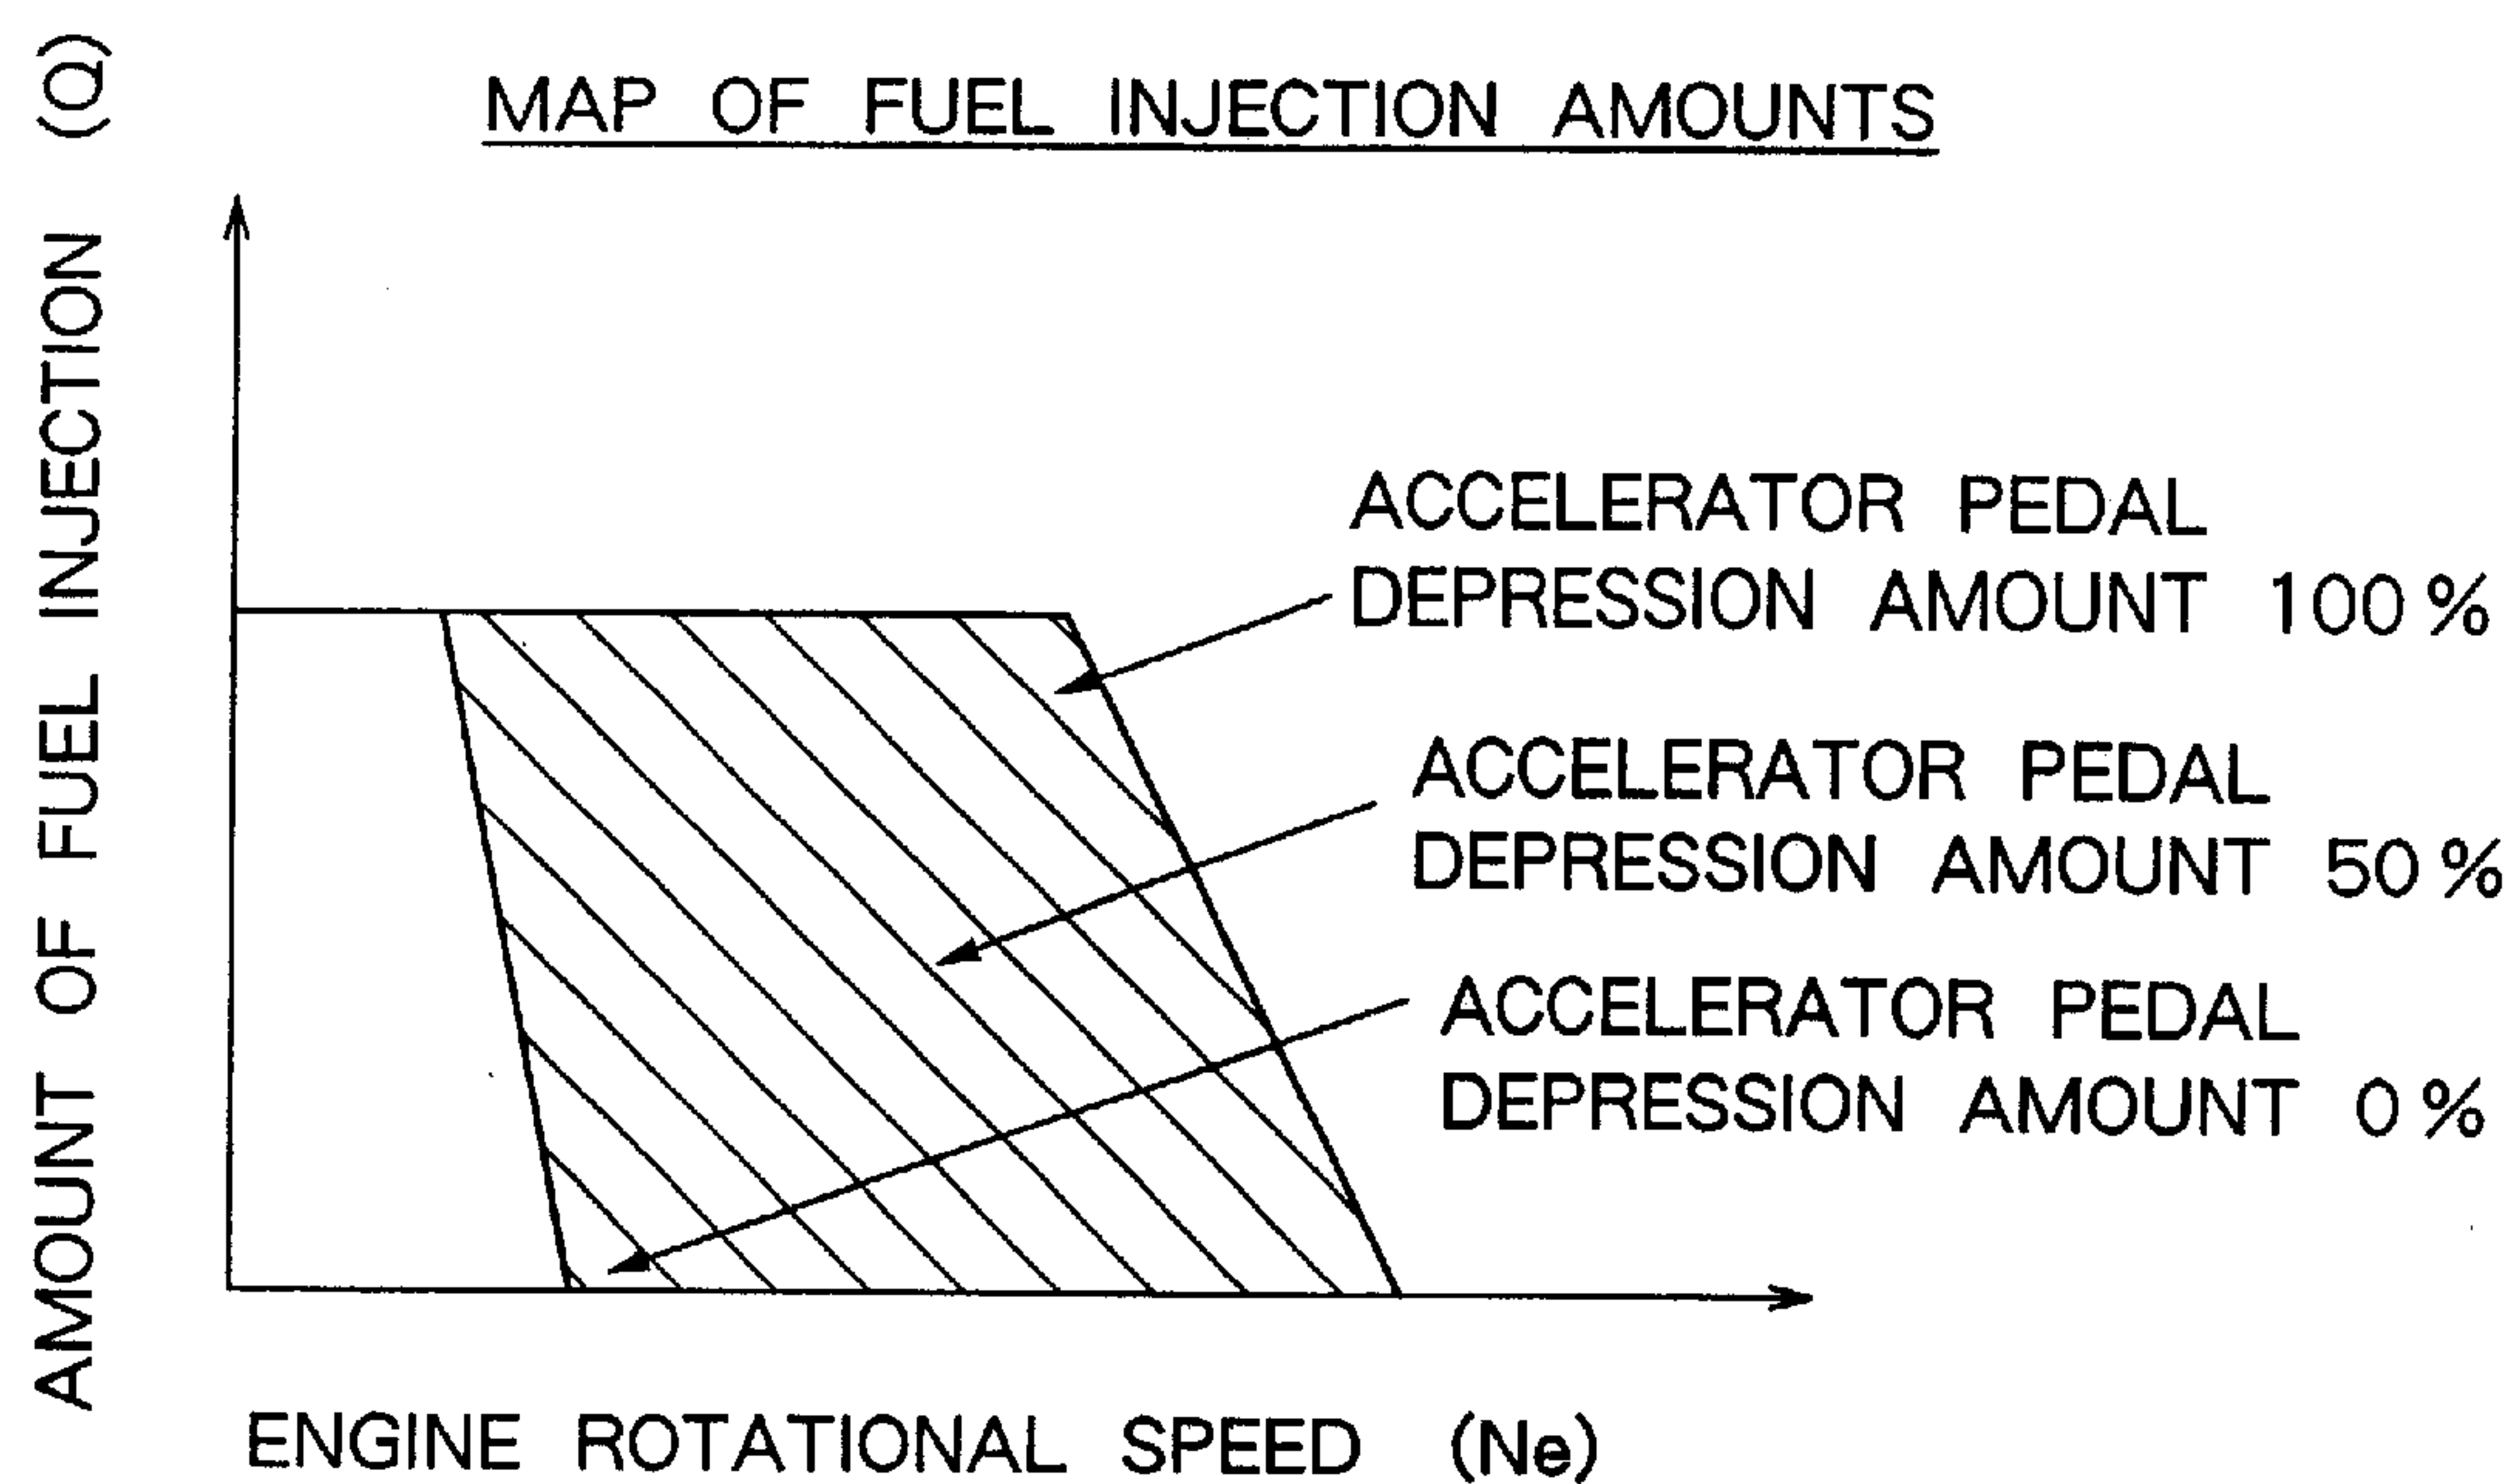 MAP OF FUEL INJECTION AMOUNTS
AMOUNT OF FUEL INJECTION (Q)
ACCELERATOR PEDAL
DEPRESSION AMOUNT 100%
ACCELERATOR PEDAL
DEPRESSION AMOUNT 50%
ACCELERATOR PEDAL
DEPRESSION AMOUNT 0%
ENGINE ROTATIONAL SPEED (Ne)